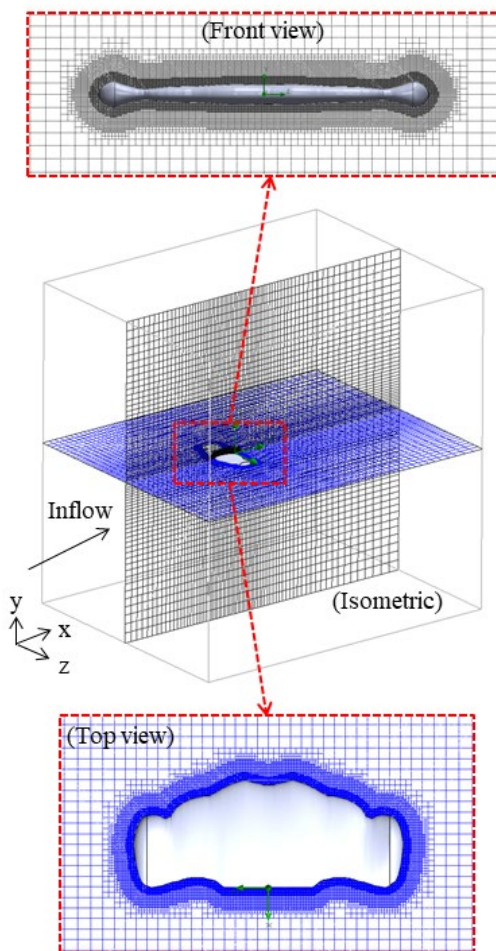 (Front view)
Inflow
(Isometric)
y
x
z
(Top view)